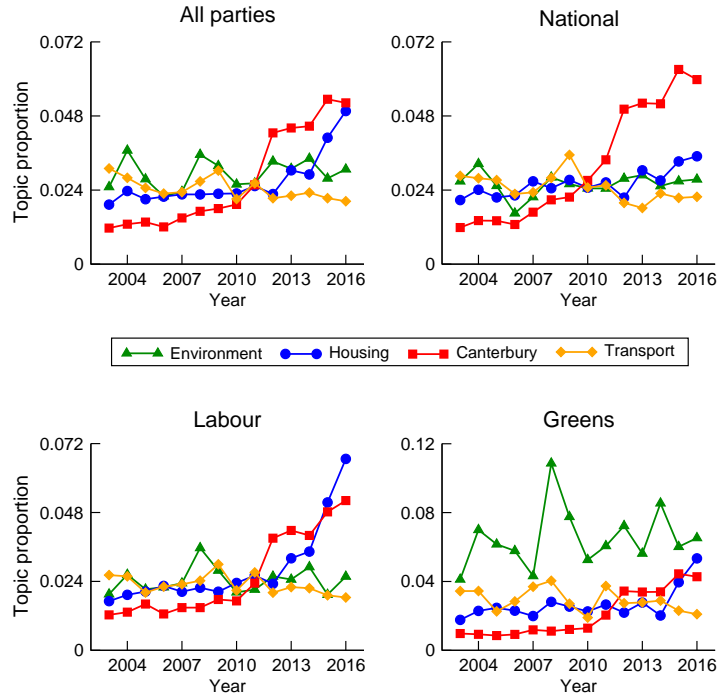 All parties
National
Topic proportion
0.072
0.048
0.024
0
2004 2007 2010 2013 2016
Year
0.072
0.048
0.024
0
2004 2007 2010 2013 2016
Year
Environment Housing Canterbury Transport
Labour
Greens
Topic proportion
0.072
0.048
0.024
0
2004 2007 2010 2013 2016
Year
0.12
0.08
0.04
0
2004 2007 2010 2013 2016
Year